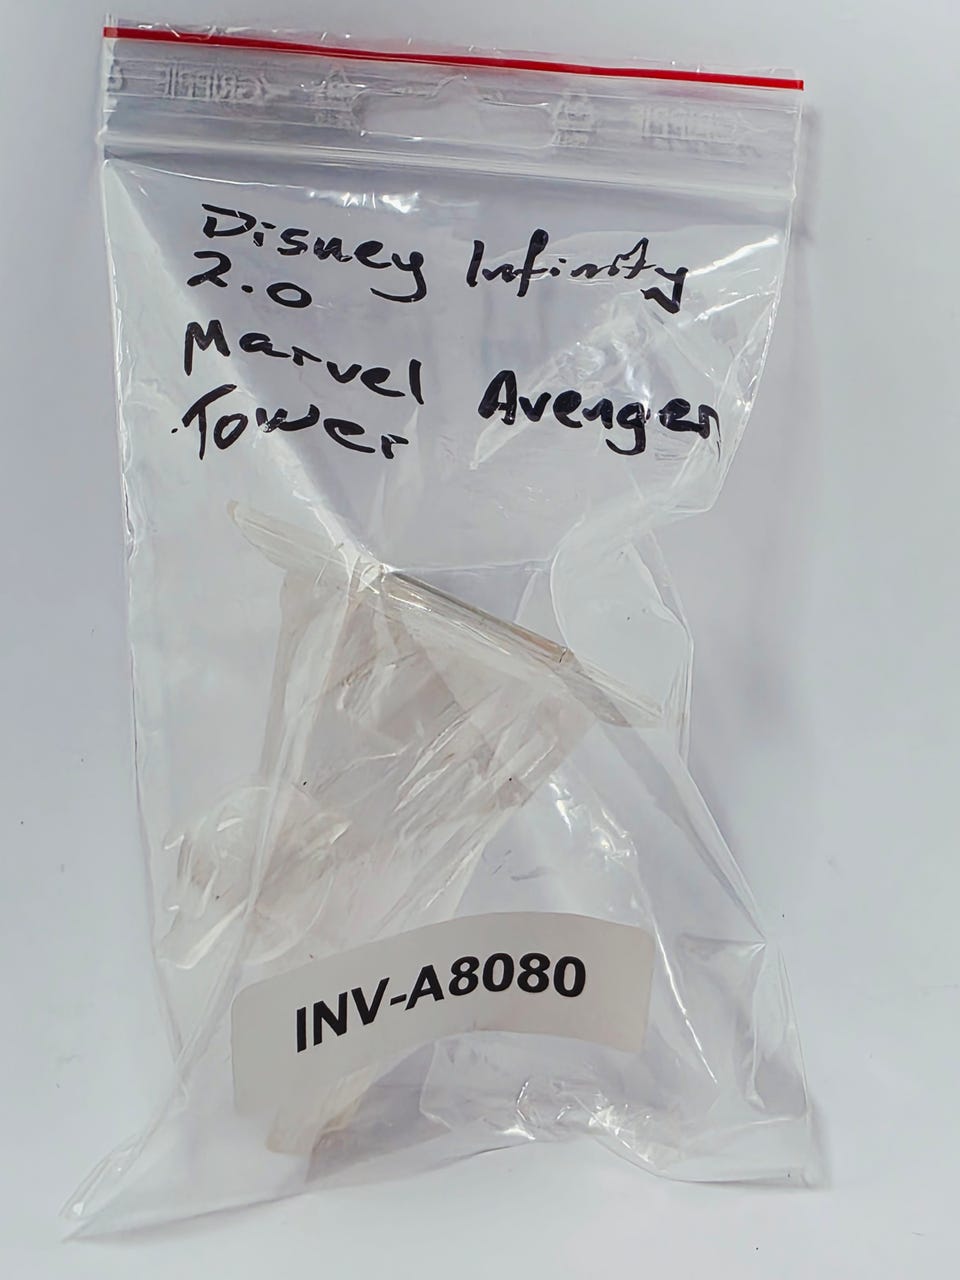 Disney Infinity
2.0
Marvel Avenger
Tower
INV-A8080